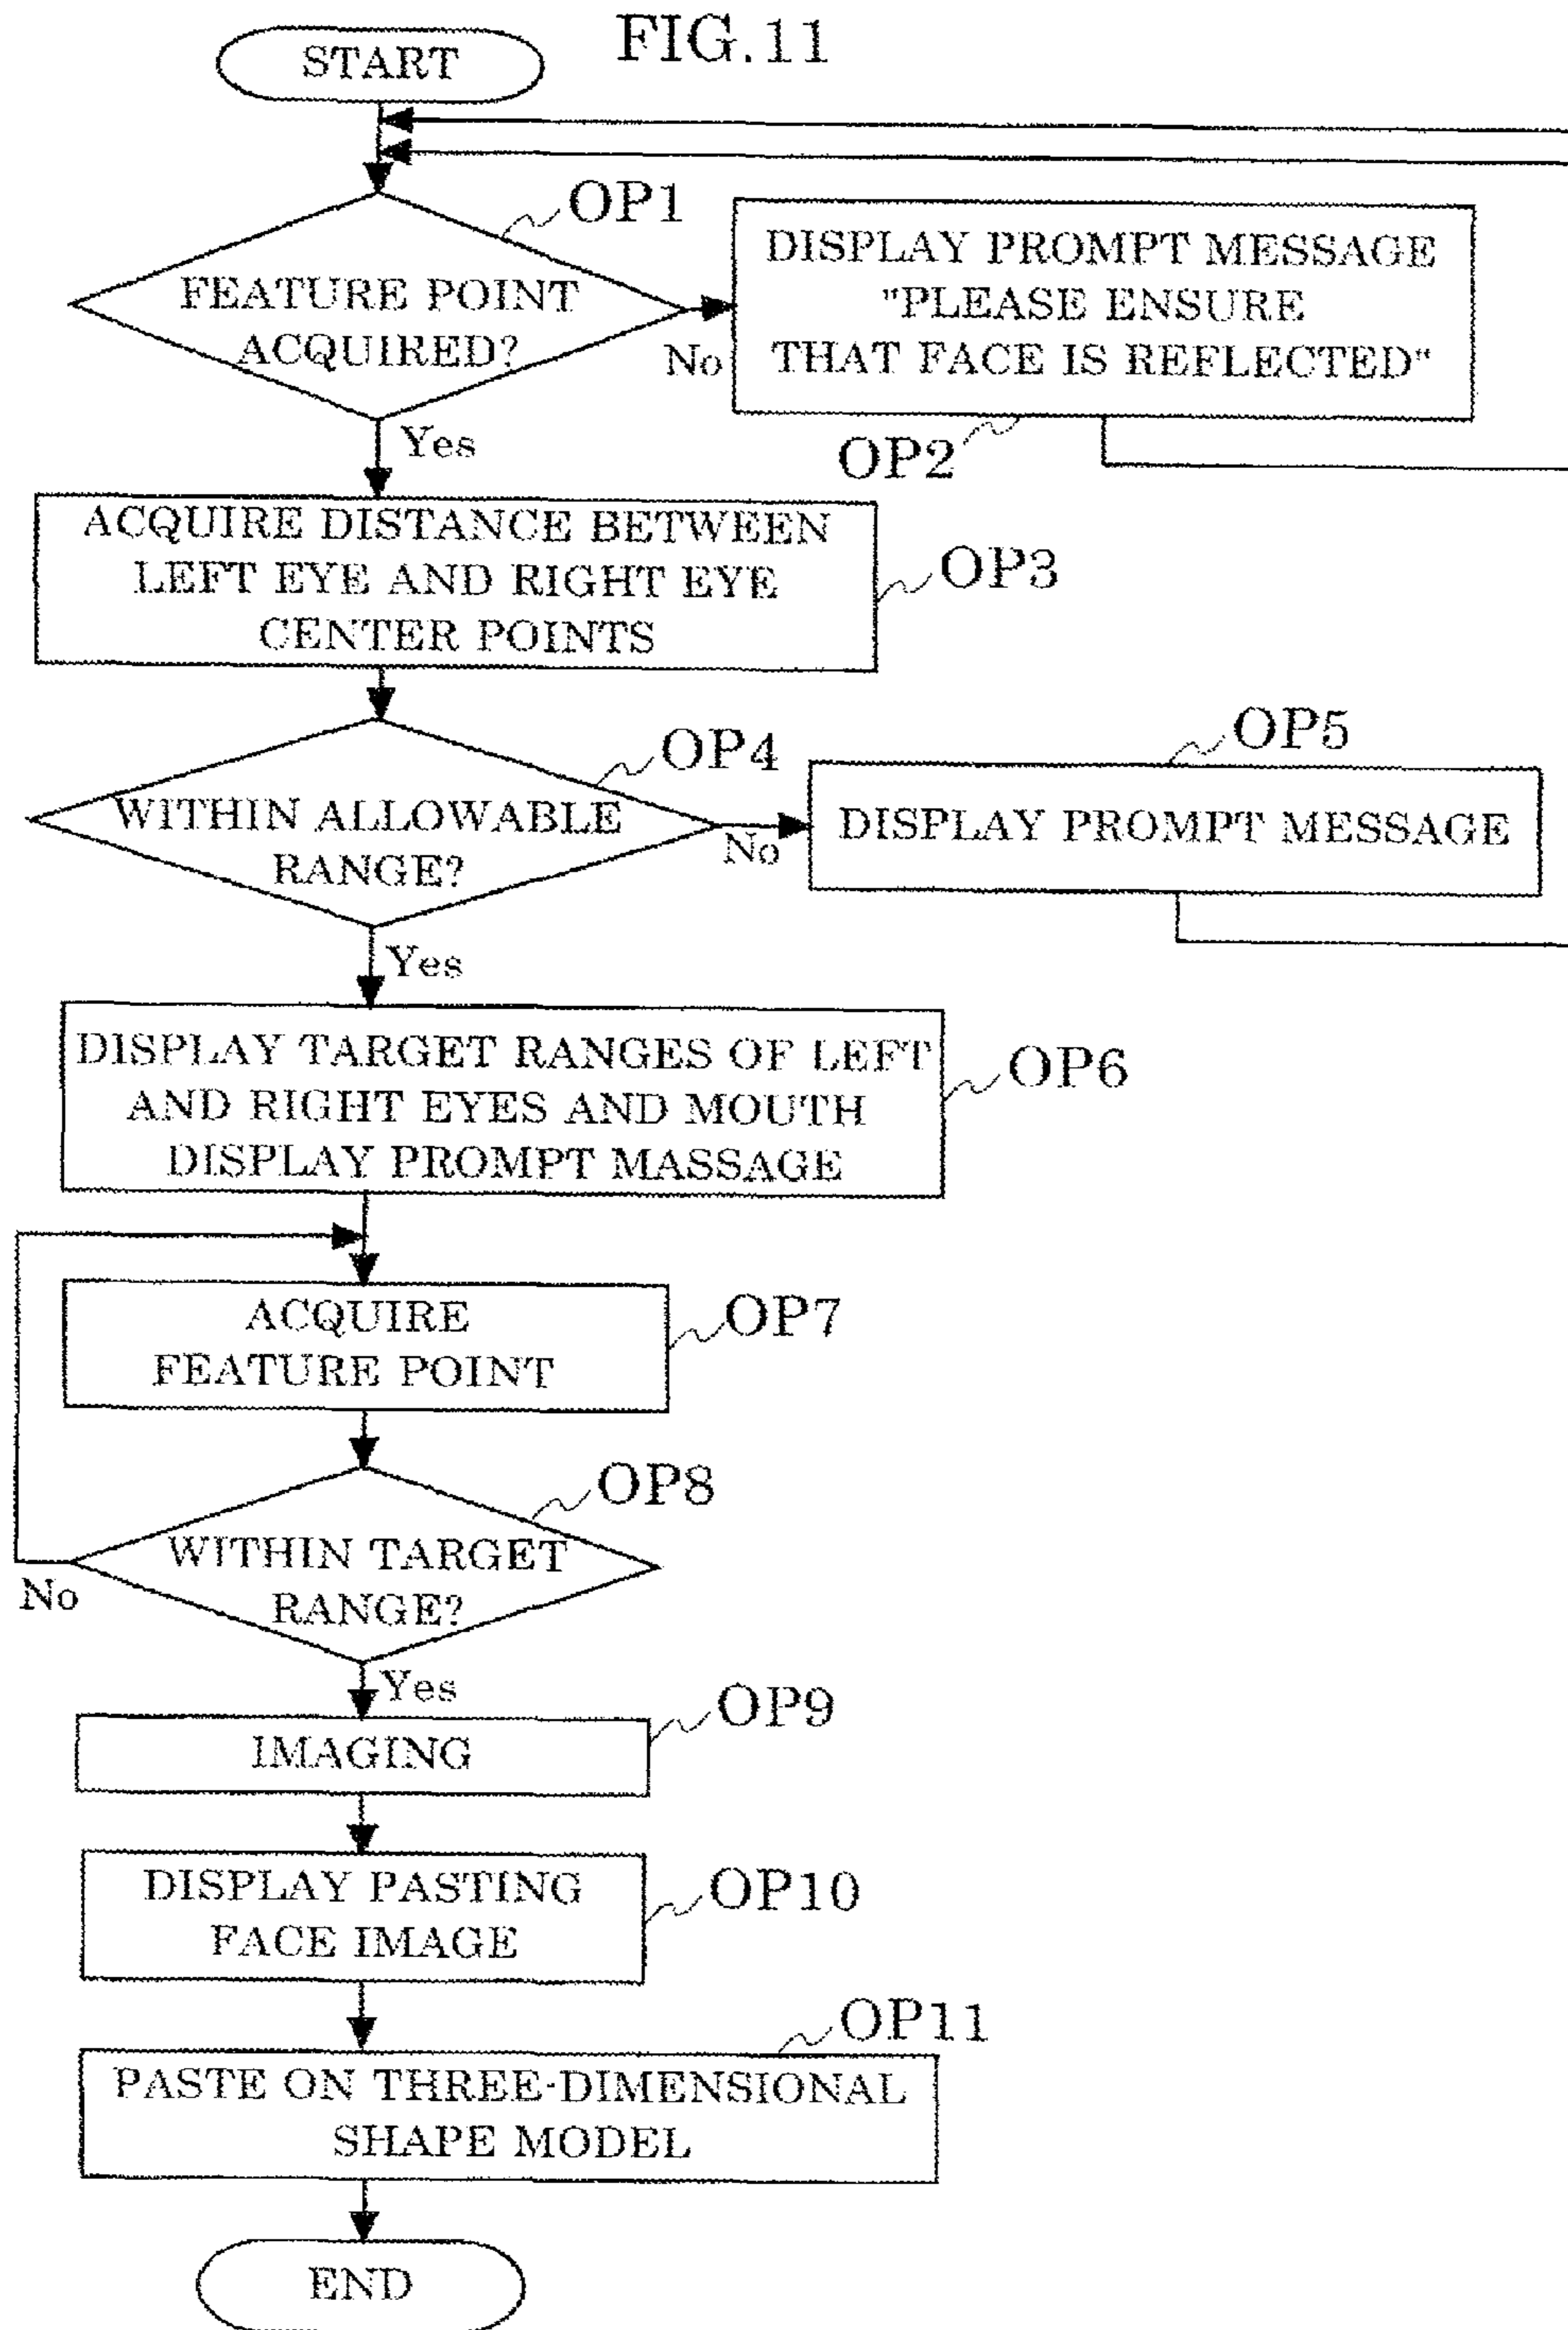 FIG.11
START
OP1
FEATURE POINT
ACQUIRED?
No
DISPLAY PROMPT MESSAGE
"PLEASE ENSURE
THAT FACE IS REFLECTED"
OP2
Yes
ACQUIRE DISTANCE BETWEEN
LEFT EYE AND RIGHT EYE
CENTER POINTS
OP3
OP4
WITHIN ALLOWABLE
RANGE?
No
OP5
DISPLAY PROMPT MESSAGE
Yes
DISPLAY TARGET RANGES OF LEFT
AND RIGHT EYES AND MOUTH
DISPLAY PROMPT MASSAGE
OP6
ACQUIRE
FEATURE POINT
OP7
OP8
WITHIN TARGET
RANGE?
No
Yes
OP9
IMAGING
DISPLAY PASTING
FACE IMAGE
OP10
OP11
PASTE ON THREE-DIMENSIONAL
SHAPE MODEL
END